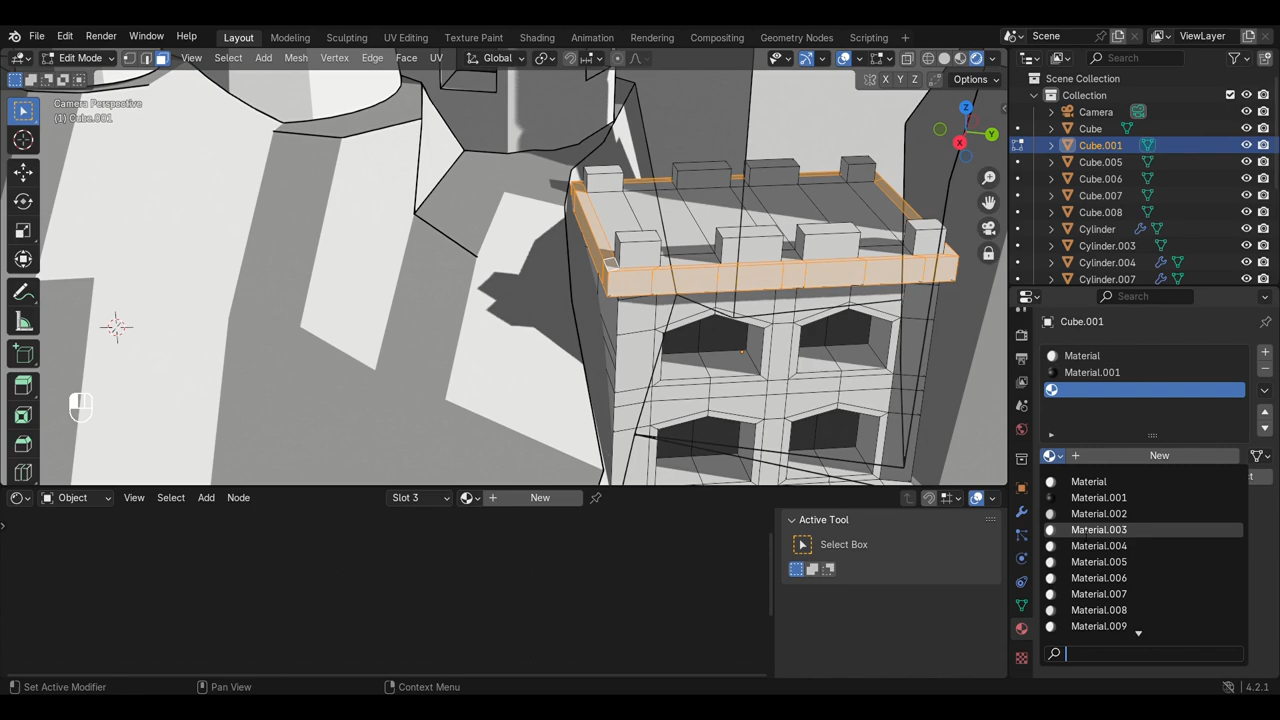 File Edit Render Window Help Layout Modeling Sculpting UV Editing Texture Paint Shading Animation Rendering Compositing Geometry Nodes Scripting Scene ViewLayer
Edit Mode View Select Add Mesh Vertex Edge Face UV Global
X Y Z Options
Camera Perspective
(1) Cube.001
Z
Y
X
Search
Scene Collection
Collection
Camera
Cube
Cube.001
Cube.005
Cube.006
Cube.007
Cube.008
Cylinder
Cylinder.003
Cylinder.004
Cylinder.007
Search
Cube.001
Material
Material.001
New
Material
Material.001
Material.002
Material.003
Material.004
Material.005
Material.006
Material.007
Material.008
Material.009
Object View Select Add Node Slot 3 New
Active Tool
Select Box
Set Active Modifier Pan View Context Menu 4.2.1